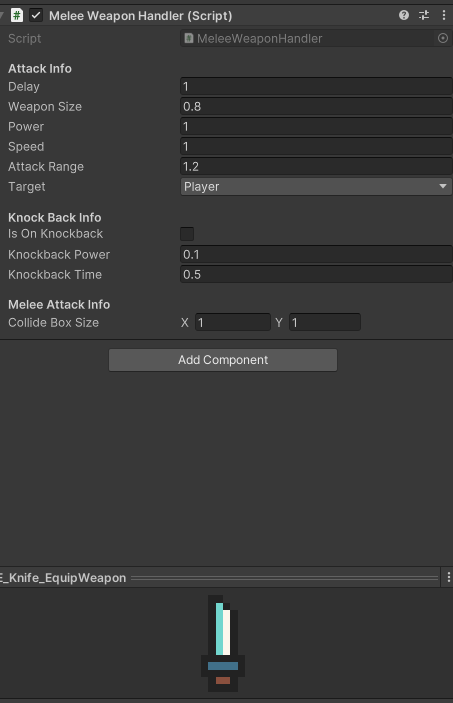 Melee Weapon Handler (Script)
Script MeleeWeaponHandler
Attack Info
Delay 1
Weapon Size 0.8
Power 1
Speed 1
Attack Range 1.2
Target Player
Knock Back Info
Is On Knockback
Knockback Power 0.1
Knockback Time 0.5
Melee Attack Info
Collide Box Size X 1 Y 1
Add Component
E_Knife_EquipWeapon